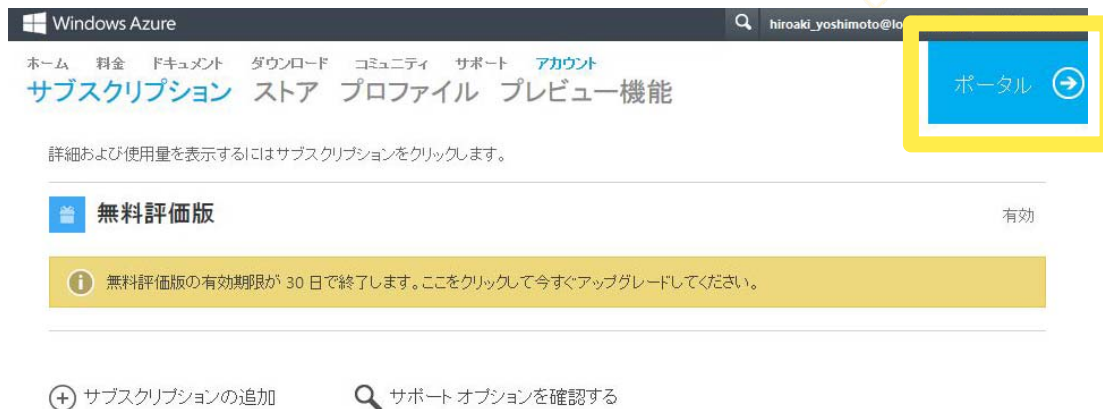 Windows Azure
hiroaki_yoshimoto@lo
ホーム 料金 ドキュメント ダウンロード コミュニティ サポート アカウント
サブスクリプション ストア プロファイル プレビュー機能
ポータル
詳細および使用量を表示するにはサブスクリプションをクリックします。
無料評価版
有効
無料評価版の有効期限が 30 日で終了します。ここをクリックして今すぐアップグレードしてください。
サブスクリプションの追加
サポート オプションを確認する